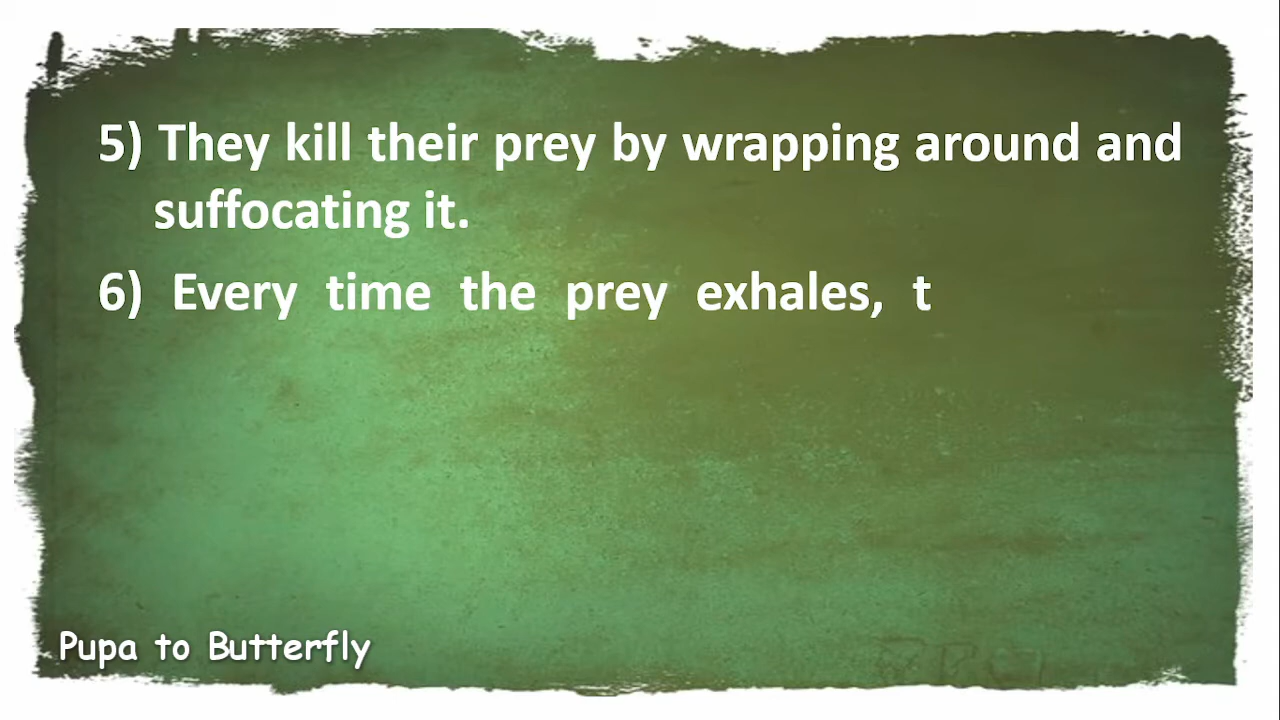 5) They kill their prey by wrapping around and
suffocating it.
6) Every time the prey exhales, t
Pupa to Butterfly